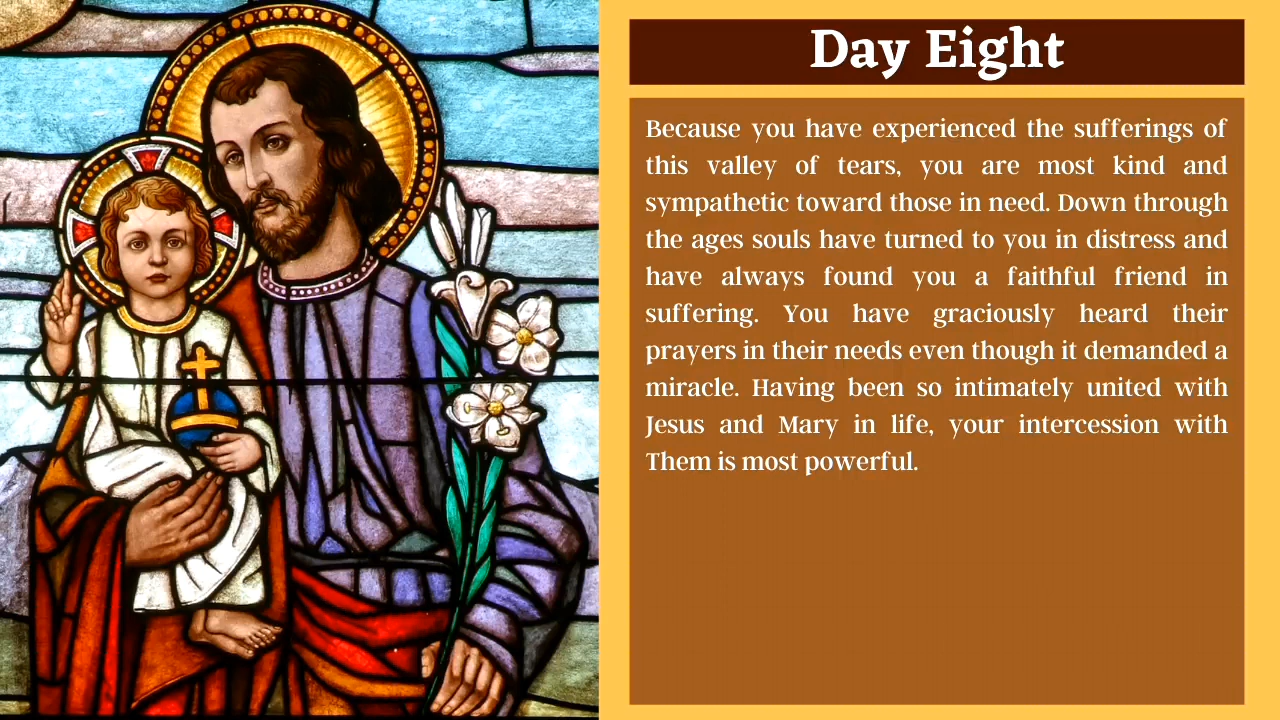 Day Eight
Because you have experienced the sufferings of
this valley of tears, you are most kind and
sympathetic toward those in need. Down through
the ages souls have turned to you in distress and
have always found you a faithful friend in
suffering. You have graciously heard their
prayers in their needs even though it demanded a
miracle. Having been so intimately united with
Jesus and Mary in life, your intercession with
Them is most powerful.